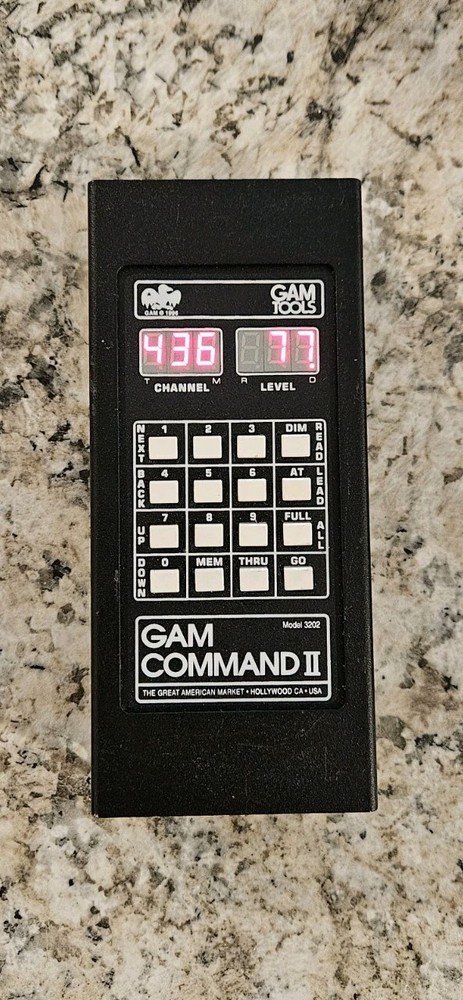 GAM © 1996
GAM
TOOLS
436
77.
T M R D
CHANNEL LEVEL
NEXT 1 2 3 DIM READ
BACK 4 5 6 AT LEAD
UP 7 8 9 FULL ALL
DOWN 0 MEM THRU GO
Model 3202
GAM
COMMAND II
THE GREAT AMERICAN MARKET • HOLLYWOOD CA • USA